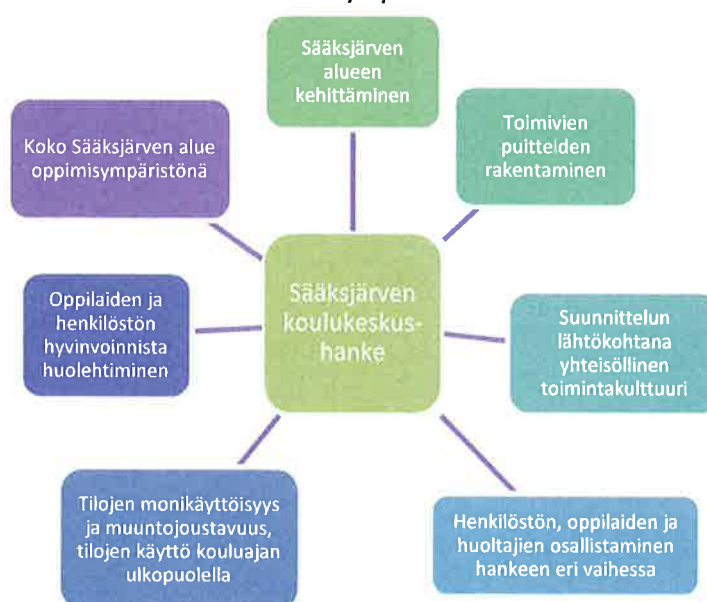 Sääksjärven
alueen
kehittäminen
Toimivien
puitteiden
rakentaminen
Suunnittelun
lähtökohtana
yhteisöllinen
toimintakulttuuri
Henkilöstön, oppilaiden ja
huoltajien osallistaminen
hankeen eri vaihessa
Tilojen monikäyttöisyys
ja muuntojoustavuus,
tilojen käyttö kouluajan
ulkopuolella
Oppilaiden ja
henkilöstön
hyvinvoinnista
huolehtiminen
Koko Sääksjärven alue
oppimisympäristönä
Sääksjärven
koulukeskus-
hanke